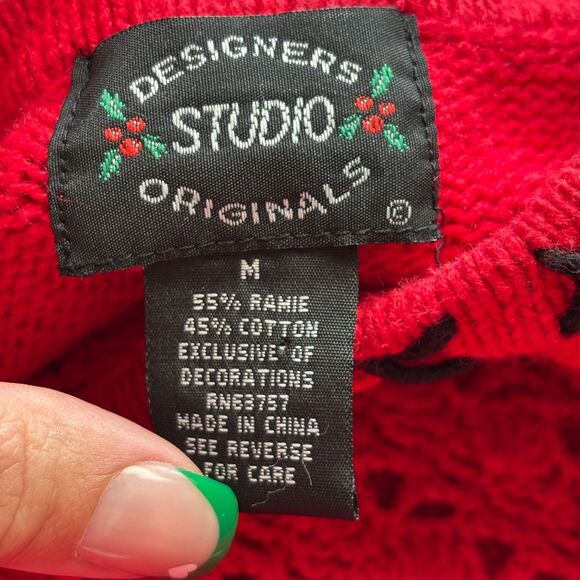 DESIGNERS
STUDIO
ORIGINALS
©
M
55% RAMIE
45% COTTON
EXCLUSIVE OF
DECORATIONS
RN63757
MADE IN CHINA
SEE REVERSE
FOR CARE